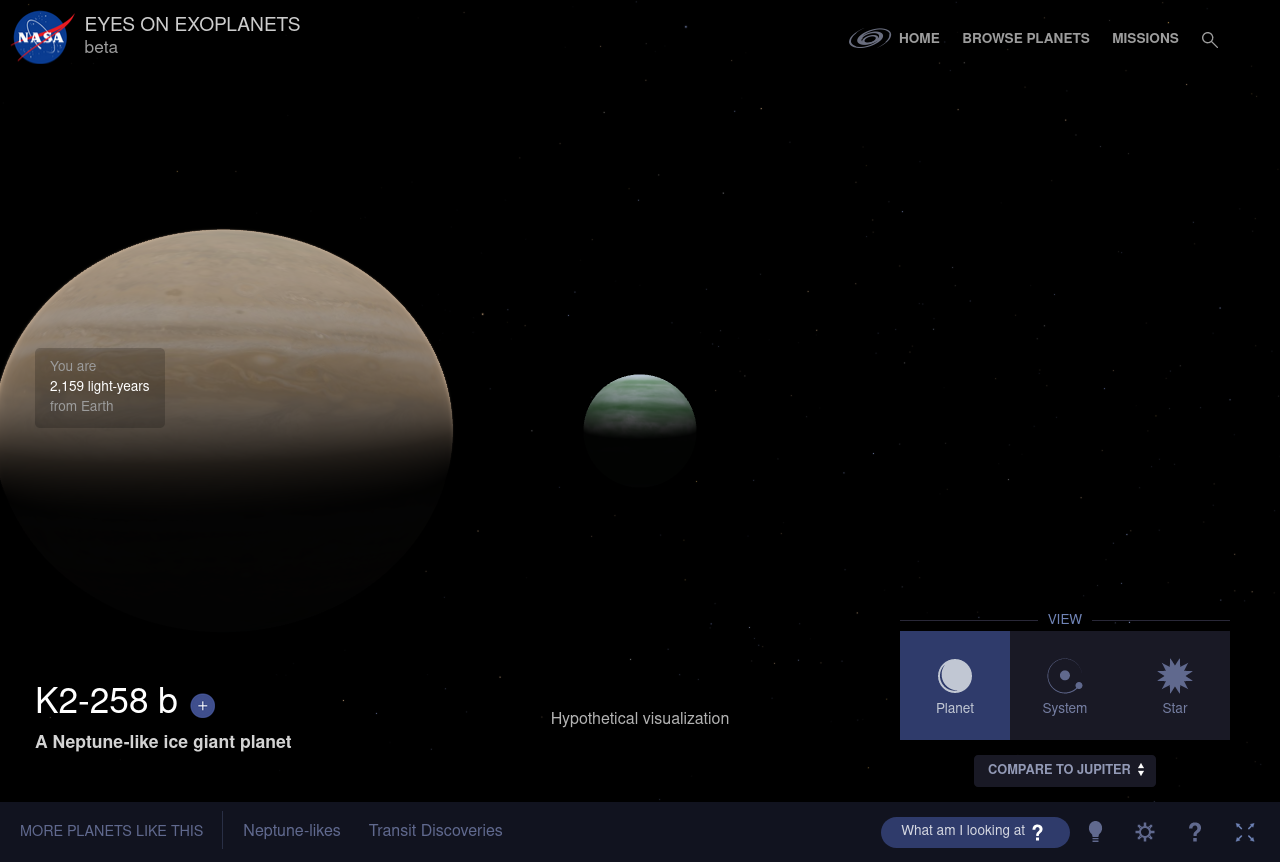 NASA
EYES ON EXOPLANETS
beta
HOME
BROWSE PLANETS
MISSIONS
You are
2,159 light-years
from Earth
K2-258 b +
A Neptune-like ice giant planet
Hypothetical visualization
VIEW
Planet
System
Star
COMPARE TO JUPITER
MORE PLANETS LIKE THIS
Neptune-likes
Transit Discoveries
What am I looking at ?
?